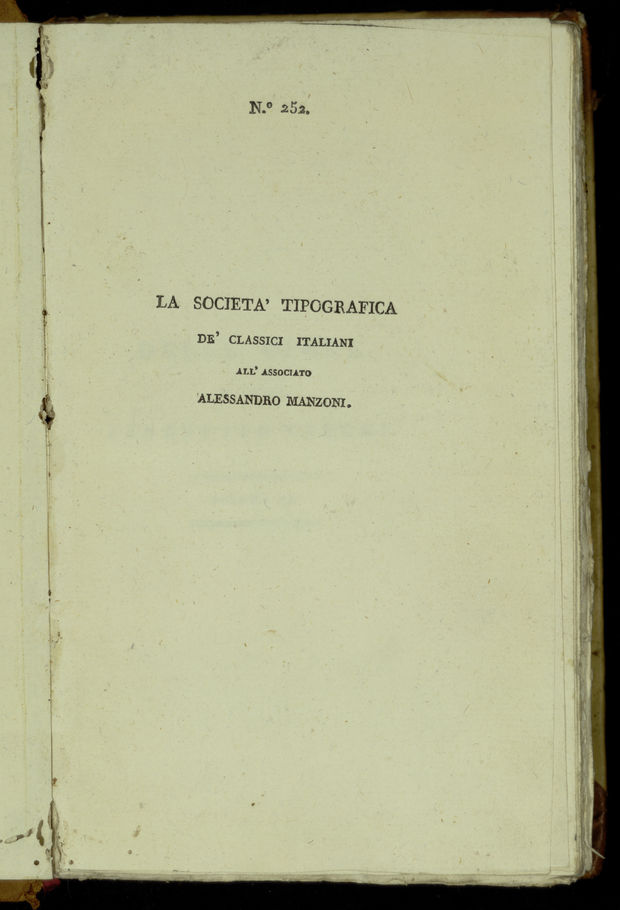 N.º 252.
LA SOCIETA' TIPOGRAFICA
DE' CLASSICI ITALIANI
ALL' ASSOCIATO
ALESSANDRO MANZONI.